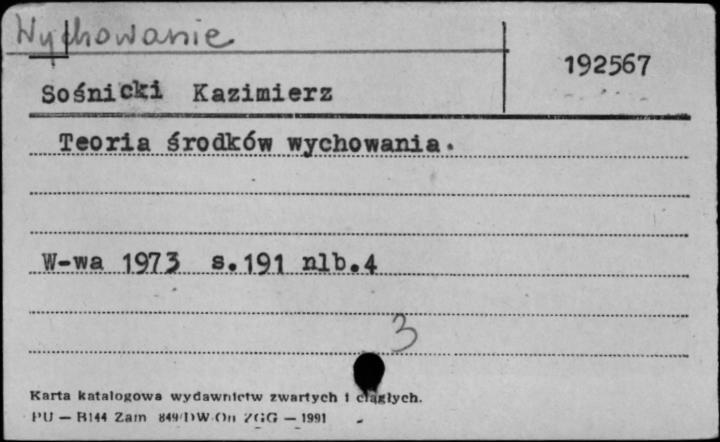 Wychowanie
192567
Sośnicki Kazimierz
Teoria środków wychowania.
W-wa 1973 s.191 nlb.4
3
Karta katalogowa wydawnictw zwartych i ciągłych.
PU — B144 Zam 849/DW/On ZGG — 1991